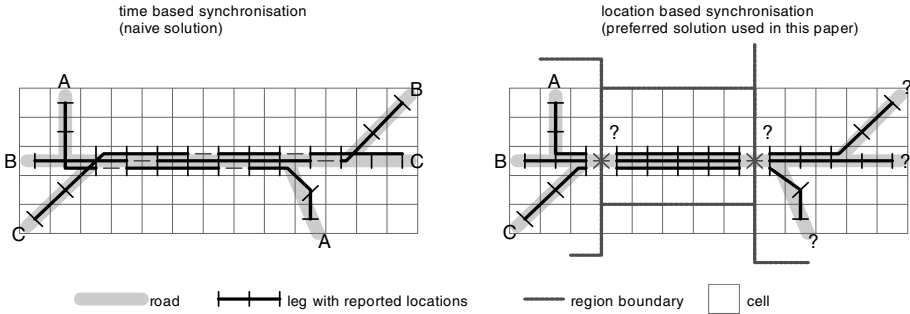 time based synchronisation
(naive solution)
location based synchronisation
(preferred solution used in this paper)
A
B
B
C
C
A
A
?
?
?
B
?
C
?
road
leg with reported locations
region boundary
cell